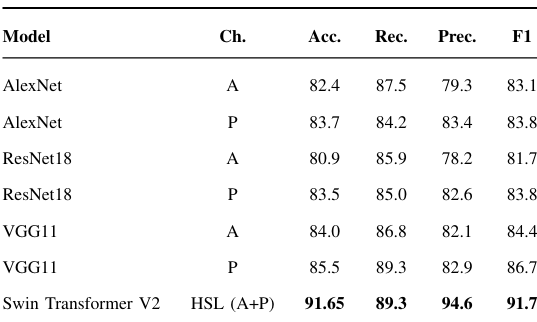 Model Ch. Acc. Rec. Prec. F1
AlexNet A 82.4 87.5 79.3 83.1
AlexNet P 83.7 84.2 83.4 83.8
ResNet18 A 80.9 85.9 78.2 81.7
ResNet18 P 83.5 85.0 82.6 83.8
VGG11 A 84.0 86.8 82.1 84.4
VGG11 P 85.5 89.3 82.9 86.7
Swin Transformer V2 HSL (A+P) 91.65 89.3 94.6 91.7